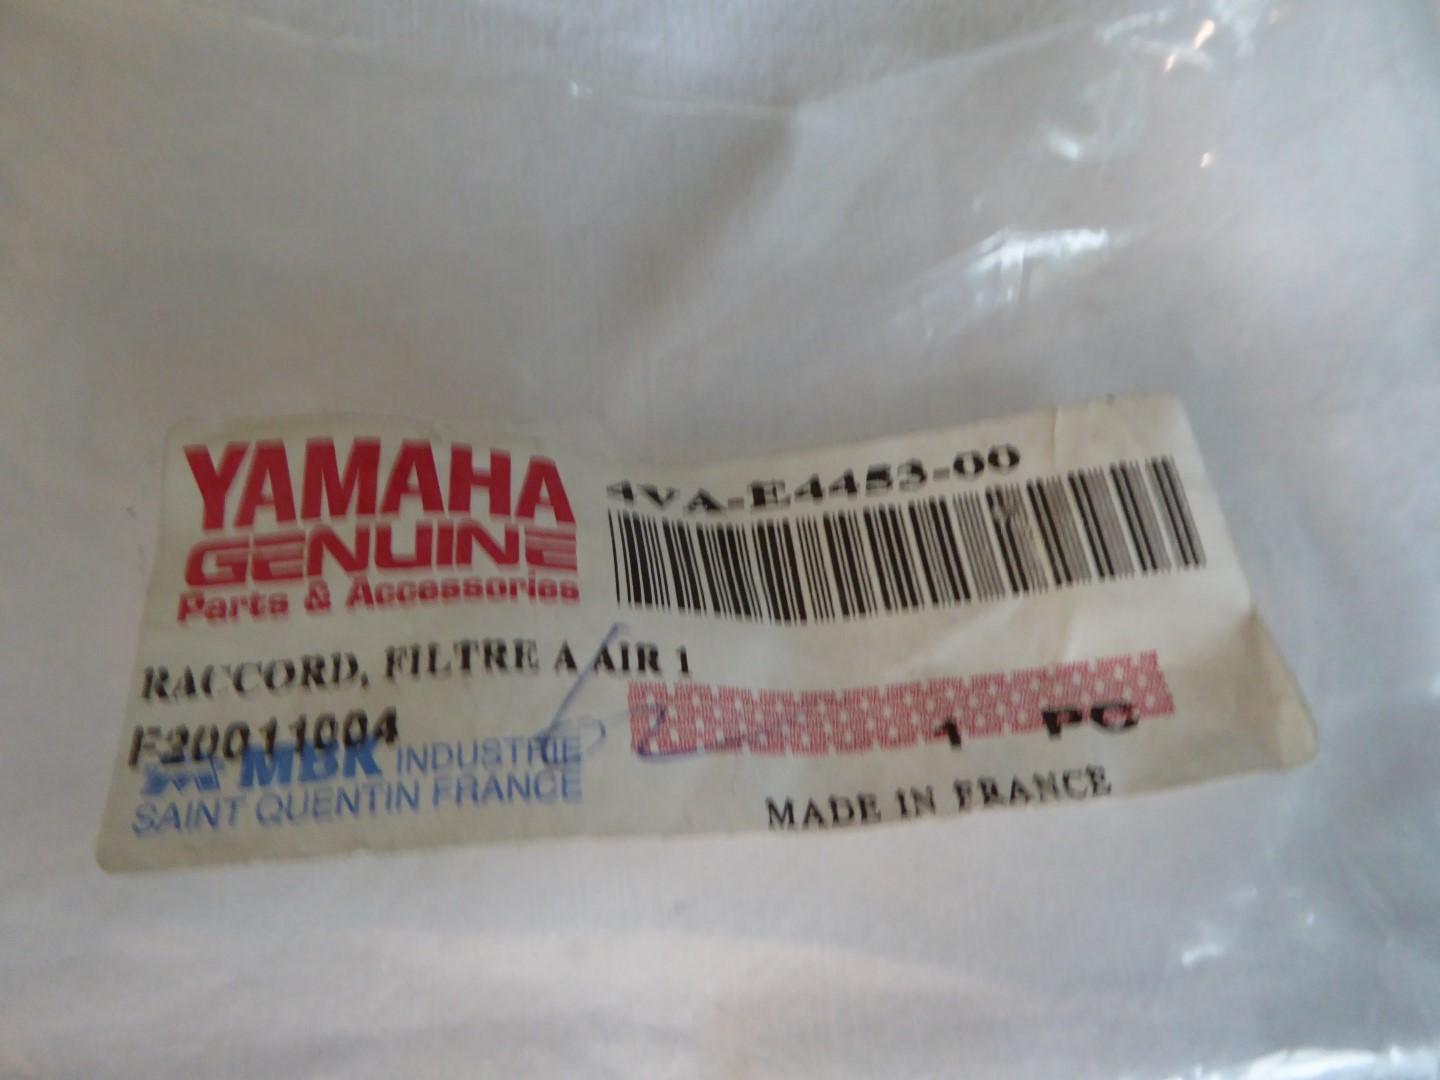 YAMAHA
GENUINE
Parts & Accessories
4VA-E4453-00
RACCORD, FILTRE A AIR 1
F20011004
1 PC
MBK INDUSTRIE
SAINT QUENTIN FRANCE
MADE IN FRANCE